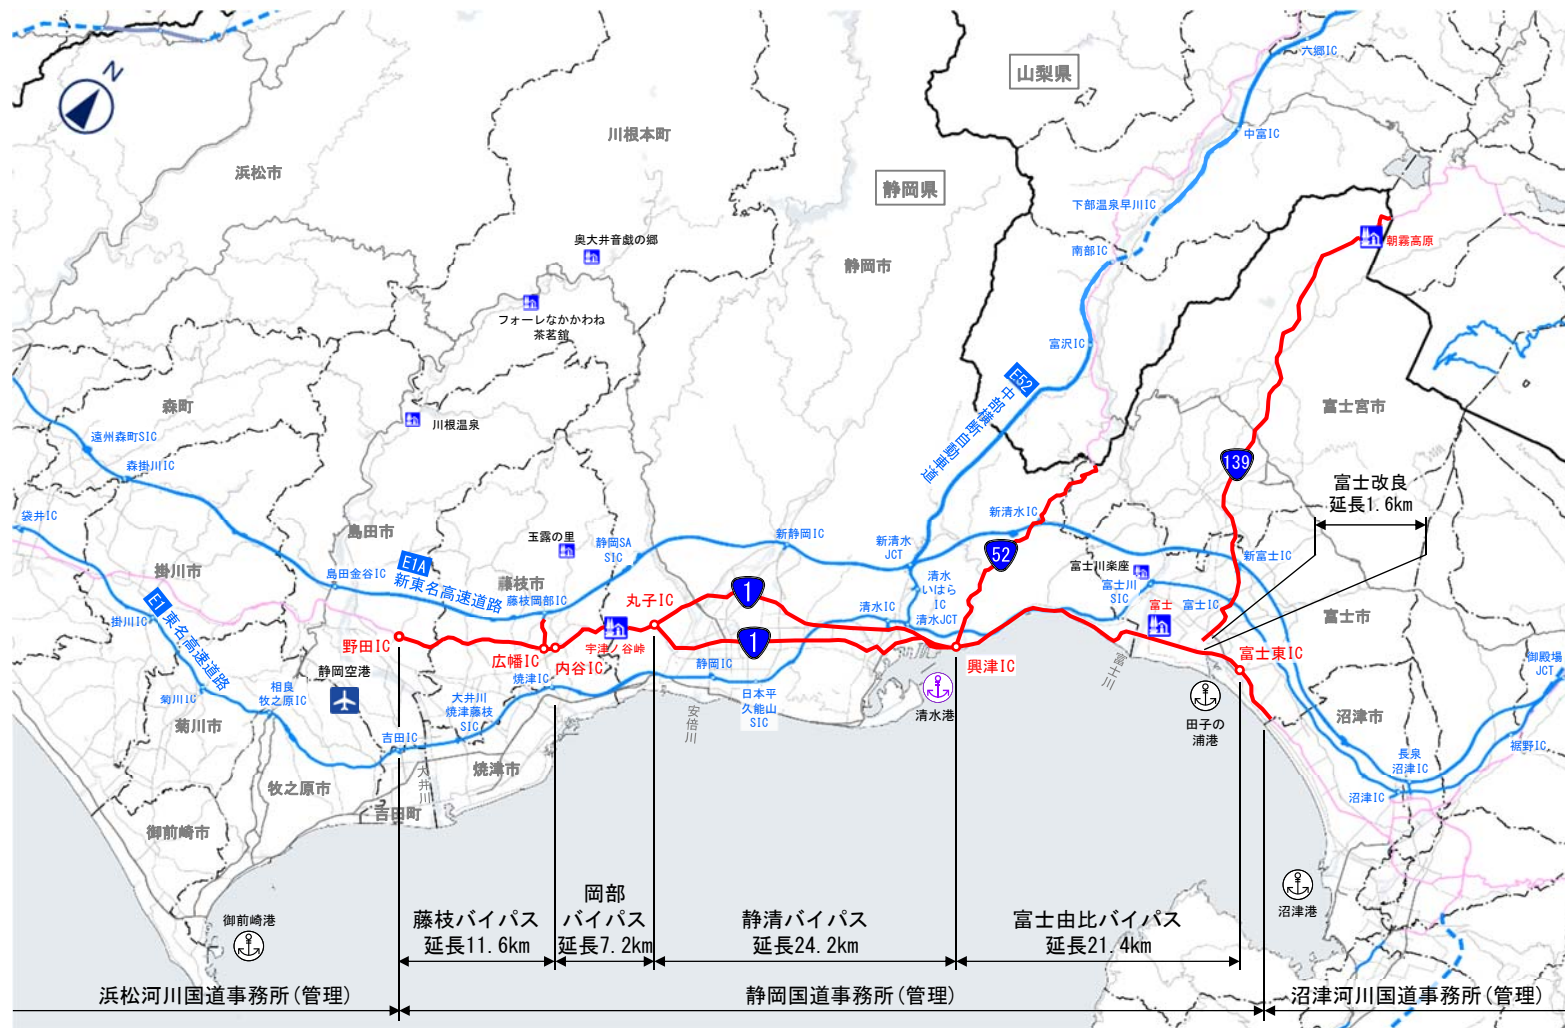 N
六郷IC
山梨県
中富IC
川根本町
浜松市
静岡県
下部温泉早川IC
奥大井音戯の郷
朝霧高原
南部IC
静岡市
フォーレなかかわね
茶茗舘
富沢IC
E52
中部横断自動車道
森町
富士宮市
川根温泉
遠州森町SIC
森掛川IC
139
富士改良
延長1.6km
袋井IC
新清水IC
島田市
玉露の里
静岡SA
SIC
新静岡IC
新清水
JCT
52
新富士IC
掛川市
島田金谷IC
E1A
新東名高速道路
藤枝市
富士川楽座
清水
いはら
IC
富士川
SIC
E1
東名高速道路
掛川IC
藤枝岡部IC
丸子IC
1
清水IC
清水JCT
富士
富士IC
富士市
野田IC
広幡IC
内谷IC
宇津ノ谷峠
1
興津IC
富士東IC
静岡空港
静岡IC
富士川
御殿場
JCT
菊川IC
相良
牧之原IC
焼津IC
大井川
焼津藤枝
SIC
日本平
久能山
SIC
安倍川
清水港
田子の
浦港
沼津市
菊川市
吉田IC
長泉
沼津IC
裾野IC
焼津市
大井川
牧之原市
沼津IC
吉田町
御前崎市
御前崎港
沼津港
藤枝バイパス
延長11.6km
岡部
バイパス
延長7.2km
静清バイパス
延長24.2km
富士由比バイパス
延長21.4km
浜松河川国道事務所(管理)
静岡国道事務所(管理)
沼津河川国道事務所(管理)